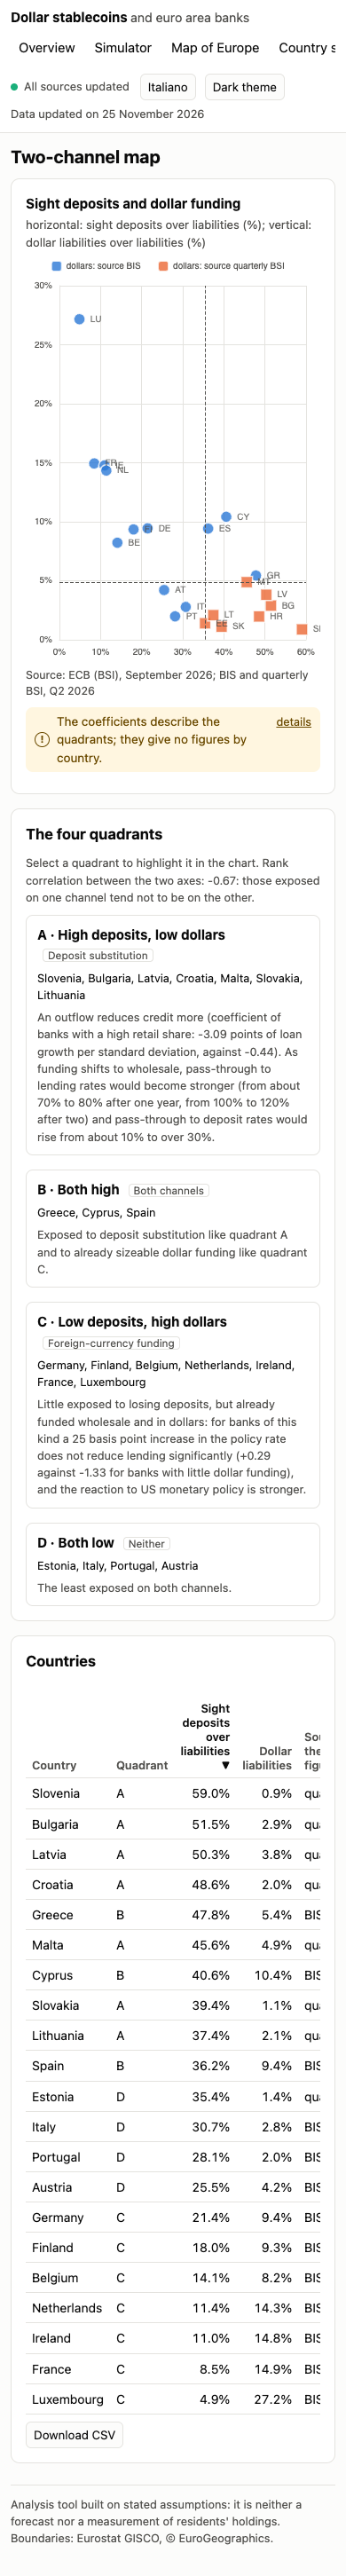 Dollar stablecoins and euro area banks
Overview Simulator Map of Europe Country s
All sources updated Italiano Dark theme
Data updated on 25 November 2026
Two-channel map
Sight deposits and dollar funding
horizontal: sight deposits over liabilities (%); vertical:
dollar liabilities over liabilities (%)
dollars: source BIS dollars: source quarterly BSI
30%
LU
25%
20%
15%
FR
IE
NL
10%
CY
FI
DE
ES
BE
5%
GR
MT
AT
LV
IT
BG
PT
LT
HR
EE
SK
SI
0%
0% 10% 20% 30% 40% 50% 60%
Source: ECB (BSI), September 2026; BIS and quarterly
BSI, Q2 2026
The coefficients describe the
quadrants; they give no figures by
country.
details
The four quadrants
Select a quadrant to highlight it in the chart. Rank
correlation between the two axes: -0.67: those exposed
on one channel tend not to be on the other.
A · High deposits, low dollars
Deposit substitution
Slovenia, Bulgaria, Latvia, Croatia, Malta, Slovakia,
Lithuania
An outflow reduces credit more (coefficient of
banks with a high retail share: -3.09 points of loan
growth per standard deviation, against -0.44). As
funding shifts to wholesale, pass-through to
lending rates would become stronger (from about
70% to 80% after one year, from 100% to 120%
after two) and pass-through to deposit rates would
rise from about 10% to over 30%.
B · Both high Both channels
Greece, Cyprus, Spain
Exposed to deposit substitution like quadrant A
and to already sizeable dollar funding like quadrant
C.
C · Low deposits, high dollars
Foreign-currency funding
Germany, Finland, Belgium, Netherlands, Ireland,
France, Luxembourg
Little exposed to losing deposits, but already
funded wholesale and in dollars: for banks of this
kind a 25 basis point increase in the policy rate
does not reduce lending significantly (+0.29
against -1.33 for banks with little dollar funding),
and the reaction to US monetary policy is stronger.
D · Both low Neither
Estonia, Italy, Portugal, Austria
The least exposed on both channels.
Countries
Country Quadrant Sight deposits over liabilities ▼ Dollar liabilities
Slovenia A 59.0% 0.9% qua
Bulgaria A 51.5% 2.9% qua
Latvia A 50.3% 3.8% qua
Croatia A 48.6% 2.0% qua
Greece B 47.8% 5.4% BIS
Malta A 45.6% 4.9% qua
Cyprus B 40.6% 10.4% BIS
Slovakia A 39.4% 1.1% qua
Lithuania A 37.4% 2.1% qua
Spain B 36.2% 9.4% BIS
Estonia D 35.4% 1.4% qua
Italy D 30.7% 2.8% BIS
Portugal D 28.1% 2.0% BIS
Austria D 25.5% 4.2% BIS
Germany C 21.4% 9.4% BIS
Finland C 18.0% 9.3% BIS
Belgium C 14.1% 8.2% BIS
Netherlands C 11.4% 14.3% BIS
Ireland C 11.0% 14.8% BIS
France C 8.5% 14.9% BIS
Luxembourg C 4.9% 27.2% BIS
Download CSV
Analysis tool built on stated assumptions: it is neither a
forecast nor a measurement of residents' holdings.
Boundaries: Eurostat GISCO, © EuroGeographics.